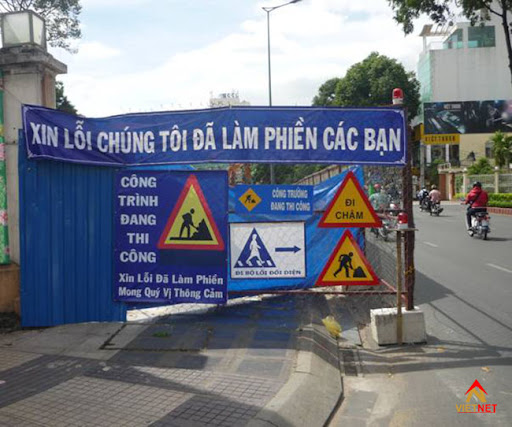 XIN LỖI CHÚNG TÔI ĐÃ LÀM PHIỀN CÁC BẠN
CÔNG
TRÌNH
ĐANG
THI
CÔNG
Xin Lỗi Đã Làm Phiền
Mong Quý Vị Thông Cảm
CÔNG TRƯỜNG
ĐANG THI CÔNG
ĐI BỘ LỐI ĐỐI DIỆN
ĐI
CHẬM
VIETNET